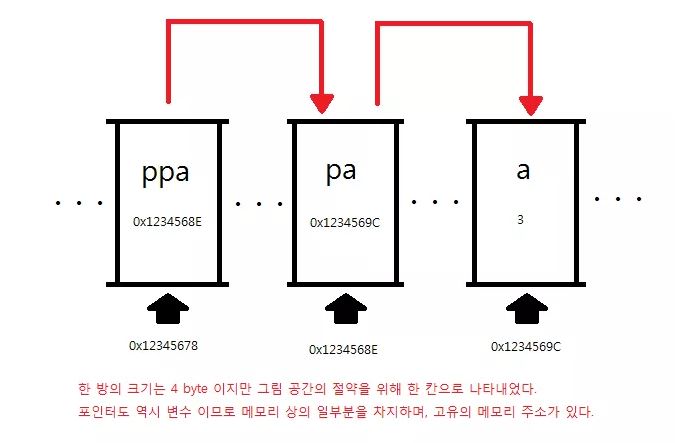 ppa
pa
a
0x1234568E
0x1234569C
3
0x12345678
0x1234568E
0x1234569C
한 방의 크기는 4 byte 이지만 그림 공간의 절약을 위해 한 칸으로 나타내었다.
포인터도 역시 변수 이므로 메모리 상의 일부분을 차지하며, 고유의 메모리 주소가 있다.